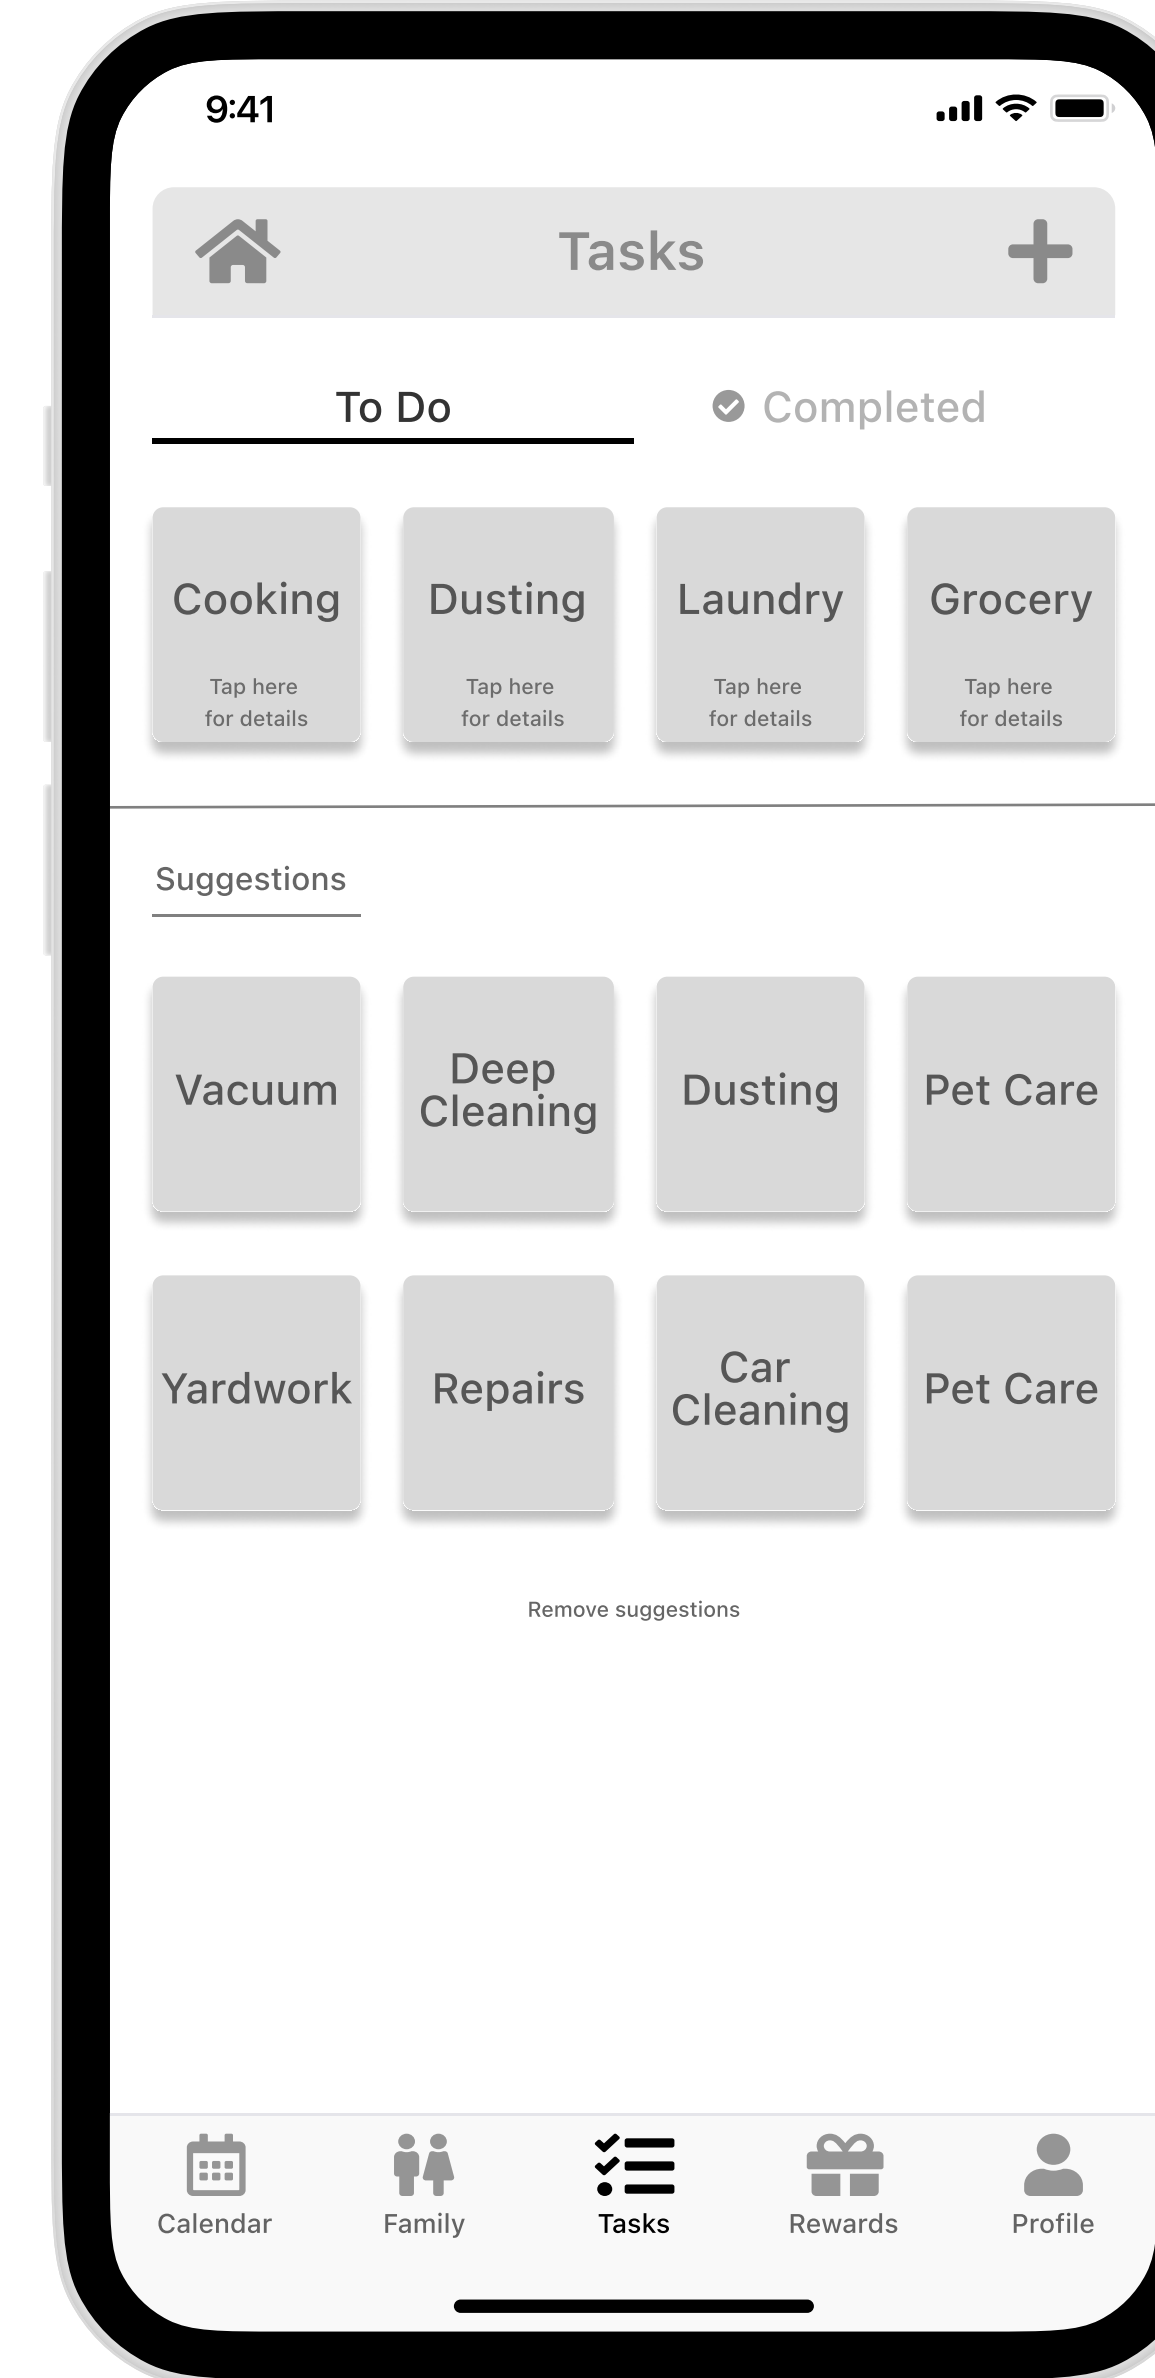 9:41
Tasks
To Do
Completed
Cooking
Dusting
Laundry
Grocery
Tap here
for details
Tap here
for details
Tap here
for details
Tap here
for details
Suggestions
Vacuum
Deep
Cleaning
Dusting
Pet Care
Yardwork
Repairs
Car
Cleaning
Pet Care
Remove suggestions
Calendar
Family
Tasks
Rewards
Profile